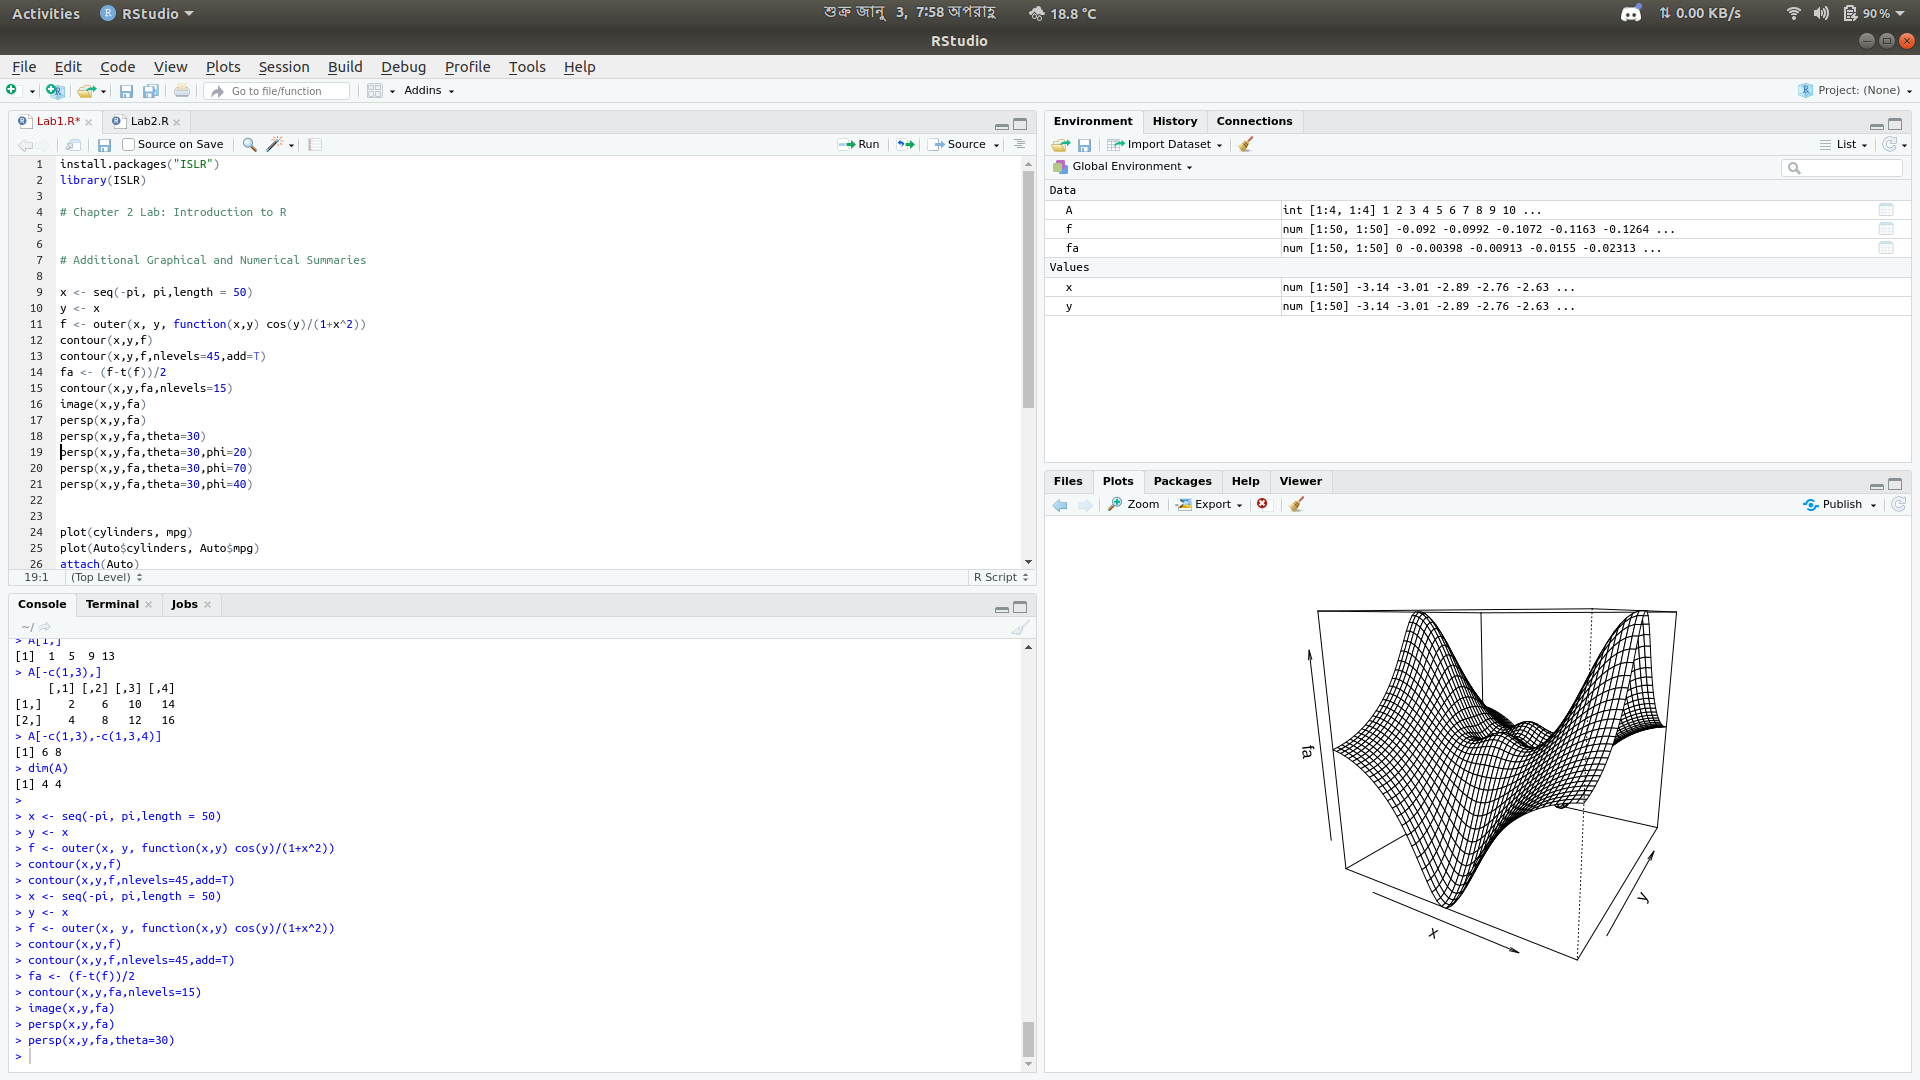 Activities RStudio শুক্র জানু 3, 7:58 অপরাহ্ণ 18.8 °C 0.00 KB/s 90 %
RStudio
File Edit Code View Plots Session Build Debug Profile Tools Help
Go to file/function Addins Project: (None)
Lab1.R* Lab2.R
Source on Save Run Source
1 install.packages("ISLR")
2 library(ISLR)
3
4 # Chapter 2 Lab: Introduction to R
5
6
7 # Additional Graphical and Numerical Summaries
8
9 x <- seq(-pi, pi,length = 50)
10 y <- x
11 f <- outer(x, y, function(x,y) cos(y)/(1+x^2))
12 contour(x,y,f)
13 contour(x,y,f,nlevels=45,add=T)
14 fa <- (f-t(f))/2
15 contour(x,y,fa,nlevels=15)
16 image(x,y,fa)
17 persp(x,y,fa)
18 persp(x,y,fa,theta=30)
19 persp(x,y,fa,theta=30,phi=20)
20 persp(x,y,fa,theta=30,phi=70)
21 persp(x,y,fa,theta=30,phi=40)
22
23
24 plot(cylinders, mpg)
25 plot(Auto$cylinders, Auto$mpg)
26 attach(Auto)
19:1 (Top Level) R Script
Console Terminal Jobs
~/
> A[1,]
[1] 1 5 9 13
> A[-c(1,3),]
[,1] [,2] [,3] [,4]
[1,] 2 6 10 14
[2,] 4 8 12 16
> A[-c(1,3),-c(1,3,4)]
[1] 6 8
> dim(A)
[1] 4 4
>
> x <- seq(-pi, pi,length = 50)
> y <- x
> f <- outer(x, y, function(x,y) cos(y)/(1+x^2))
> contour(x,y,f)
> contour(x,y,f,nlevels=45,add=T)
> x <- seq(-pi, pi,length = 50)
> y <- x
> f <- outer(x, y, function(x,y) cos(y)/(1+x^2))
> contour(x,y,f)
> contour(x,y,f,nlevels=45,add=T)
> fa <- (f-t(f))/2
> contour(x,y,fa,nlevels=15)
> image(x,y,fa)
> persp(x,y,fa)
> persp(x,y,fa,theta=30)
>
Environment History Connections
Import Dataset List
Global Environment
Data
A int [1:4, 1:4] 1 2 3 4 5 6 7 8 9 10 ...
f num [1:50, 1:50] -0.092 -0.0992 -0.1072 -0.1163 -0.1264 ...
fa num [1:50, 1:50] 0 -0.00398 -0.00913 -0.0155 -0.02313 ...
Values
x num [1:50] -3.14 -3.01 -2.89 -2.76 -2.63 ...
y num [1:50] -3.14 -3.01 -2.89 -2.76 -2.63 ...
Files Plots Packages Help Viewer
Zoom Export Publish
fa
x
y